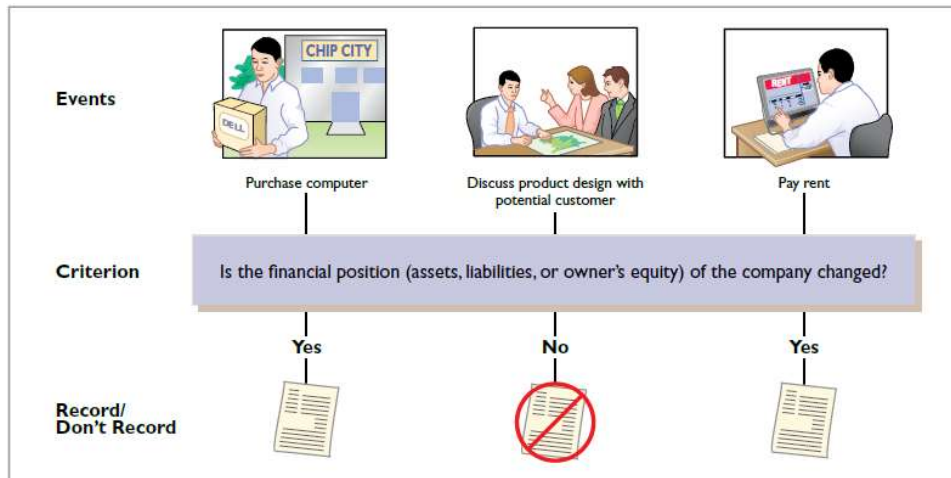 Events
CHIP CITY
DELL
RENT
Purchase computer
Discuss product design with
potential customer
Pay rent
Criterion
Is the financial position (assets, liabilities, or owner's equity) of the company changed?
Yes
No
Yes
Record/
Don't Record